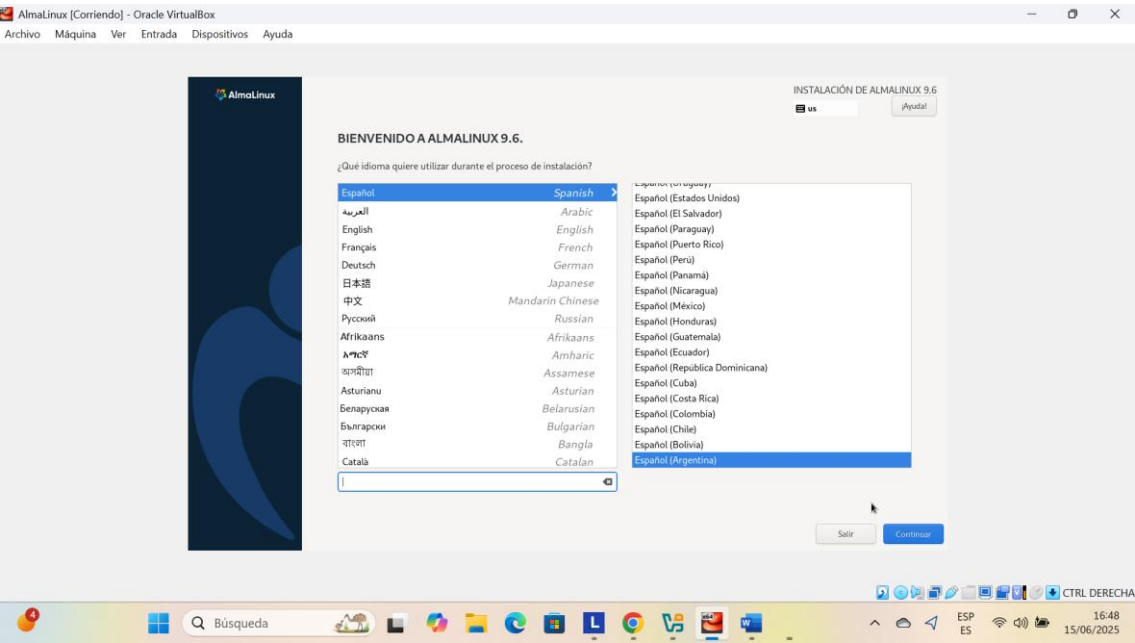 AlmaLinux [Corriendo] - Oracle VirtualBox
Archivo Máquina Ver Entrada Dispositivos Ayuda
AlmaLinux
INSTALACIÓN DE ALMALINUX 9.6
us
¡Ayuda!
BIENVENIDO A ALMALINUX 9.6.
¿Qué idioma quiere utilizar durante el proceso de instalación?
Español Spanish
العربية Arabic
English English
Français French
Deutsch German
日本語 Japanese
中文 Mandarin Chinese
Русский Russian
Afrikaans Afrikaans
አማርኛ Amharic
অসমীয়া Assamese
Asturianu Asturian
Беларуская Belarusian
Български Bulgarian
বাংলা Bangla
Català Catalan
Español (Uruguay)
Español (Estados Unidos)
Español (El Salvador)
Español (Paraguay)
Español (Puerto Rico)
Español (Perú)
Español (Panamá)
Español (Nicaragua)
Español (México)
Español (Honduras)
Español (Guatemala)
Español (Ecuador)
Español (República Dominicana)
Español (Cuba)
Español (Costa Rica)
Español (Colombia)
Español (Chile)
Español (Bolivia)
Español (Argentina)
Salir
Continuar
CTRL DERECHA
4
Búsqueda
ESP
ES
16:48
15/06/2025